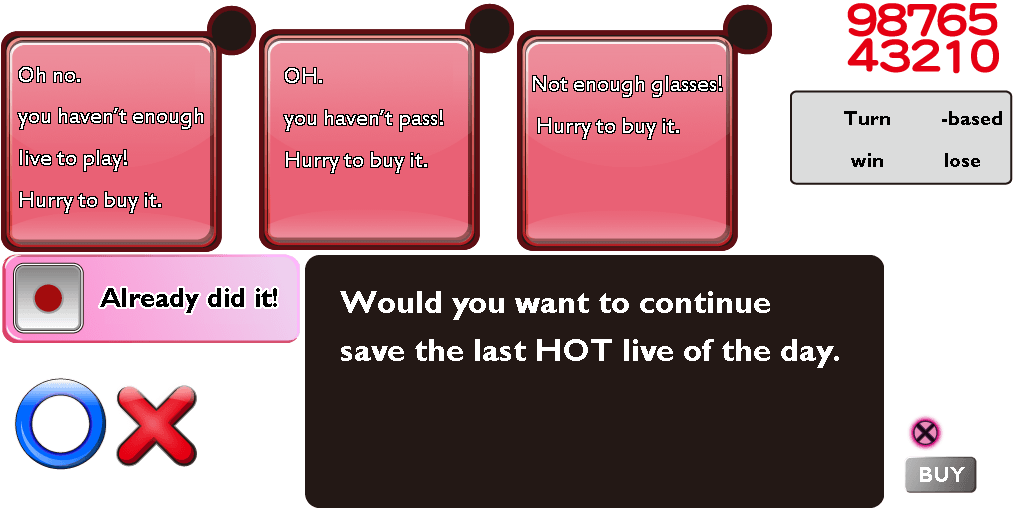 Oh no.
you haven't enough
live to play!
Hurry to buy it.
OH.
you haven't pass!
Hurry to buy it.
Not enough glasses!
Hurry to buy it.
98765
43210
Turn -based
win lose
Already did it!
Would you want to continue
save the last HOT live of the day.
BUY